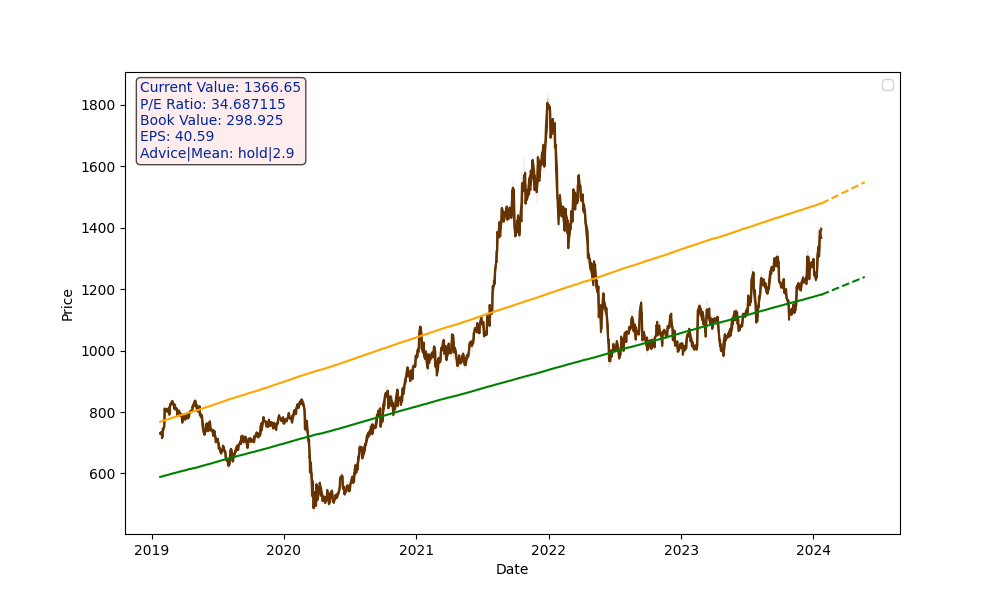 Current Value: 1366.65
P/E Ratio: 34.687115
Book Value: 298.925
EPS: 40.59
Advice|Mean: hold|2.9
1800
1600
1400
1200
1000
800
600
Price
2019 2020 2021 2022 2023 2024
Date